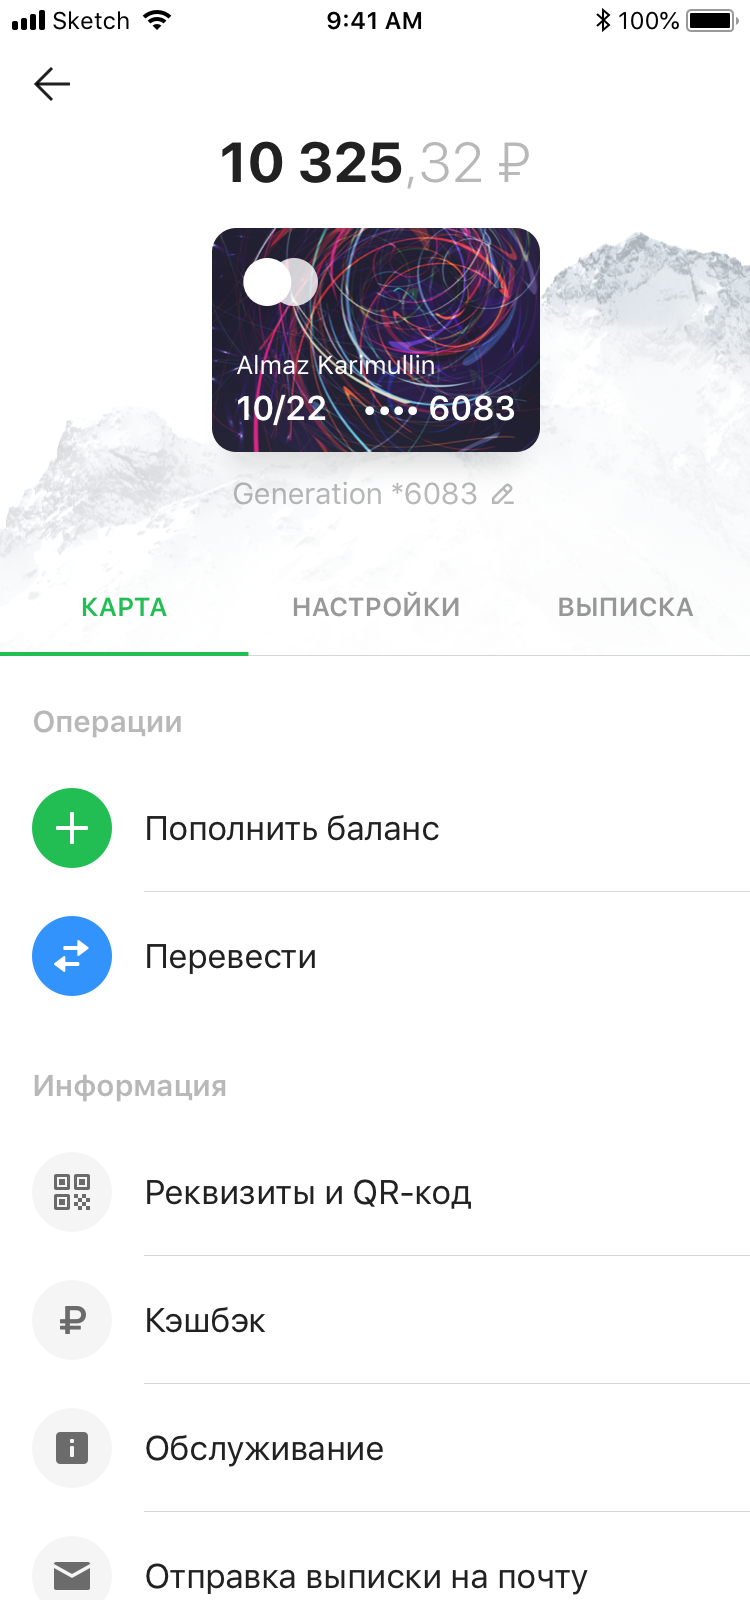 Sketch 9:41 AM 100%
10 325,32 ₽
Almaz Karimullin
10/22 •••• 6083
Generation *6083
КАРТА НАСТРОЙКИ ВЫПИСКА
Операции
Пополнить баланс
Перевести
Информация
Реквизиты и QR-код
Кэшбэк
Обслуживание
Отправка выписки на почту